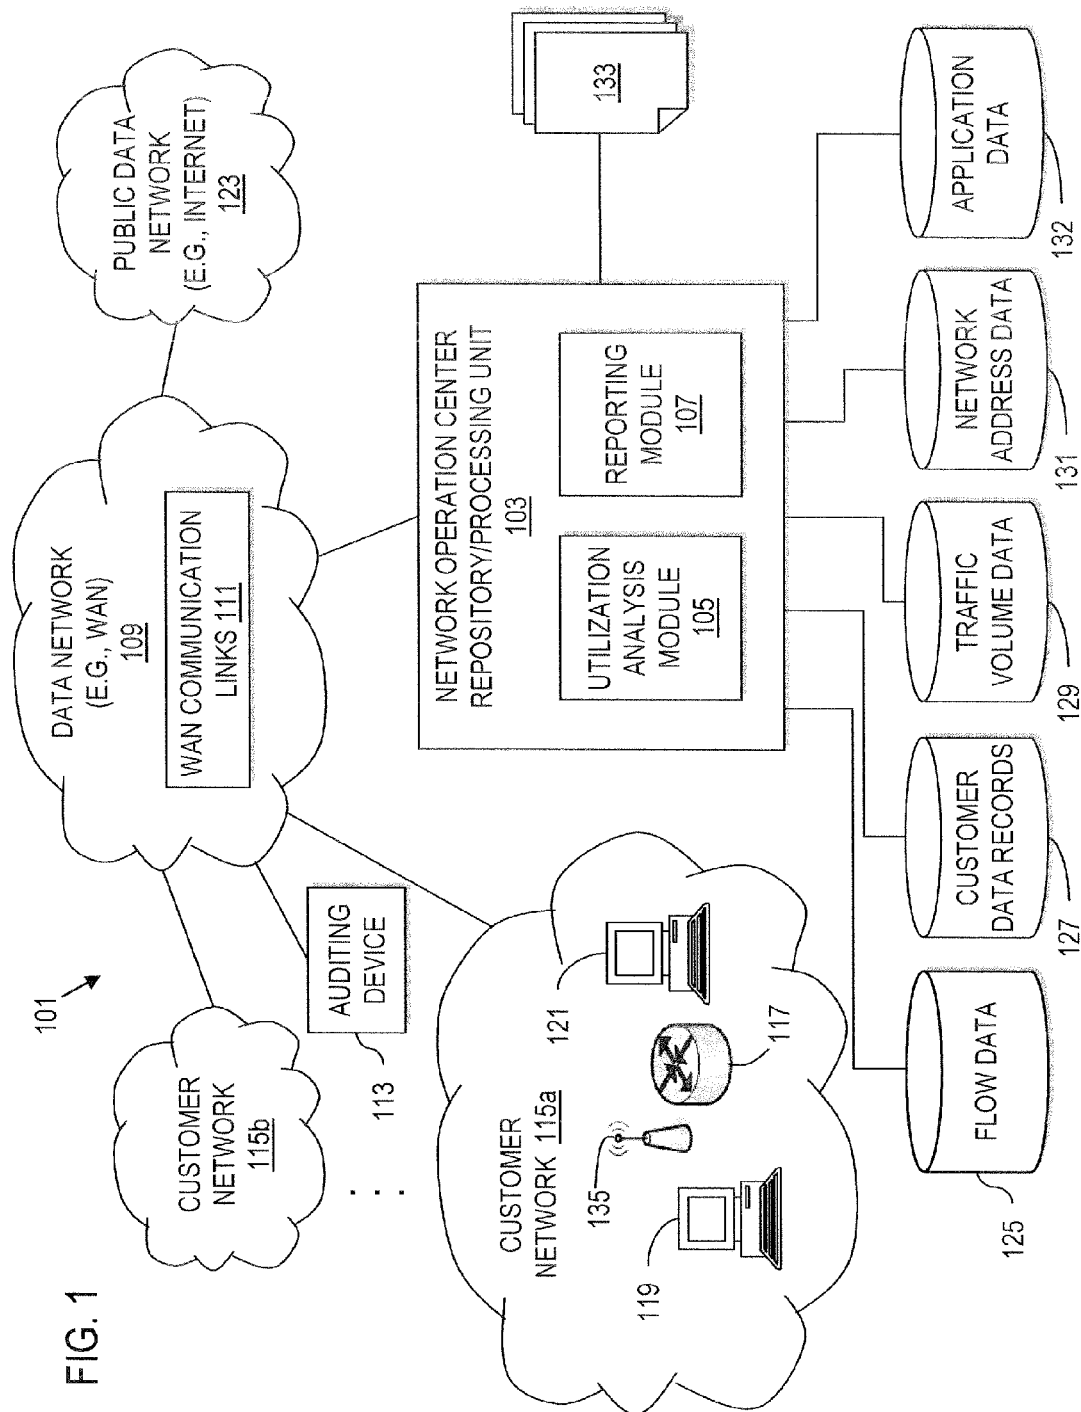 FIG. 1
101
CUSTOMER
NETWORK
115b
AUDITING
DEVICE
113
DATA NETWORK
(E.G., WAN)
109
WAN COMMUNICATION
LINKS 111
PUBLIC DATA
NETWORK
(E.G., INTERNET)
123
. . .
CUSTOMER
NETWORK 115a
135
119
121
117
NETWORK OPERATION CENTER
REPOSITORY/PROCESSING UNIT
103
UTILIZATION
ANALYSIS
MODULE
105
REPORTING
MODULE
107
133
FLOW DATA
125
CUSTOMER
DATA RECORDS
127
TRAFFIC
VOLUME DATA
129
NETWORK
ADDRESS DATA
131
APPLICATION
DATA
132